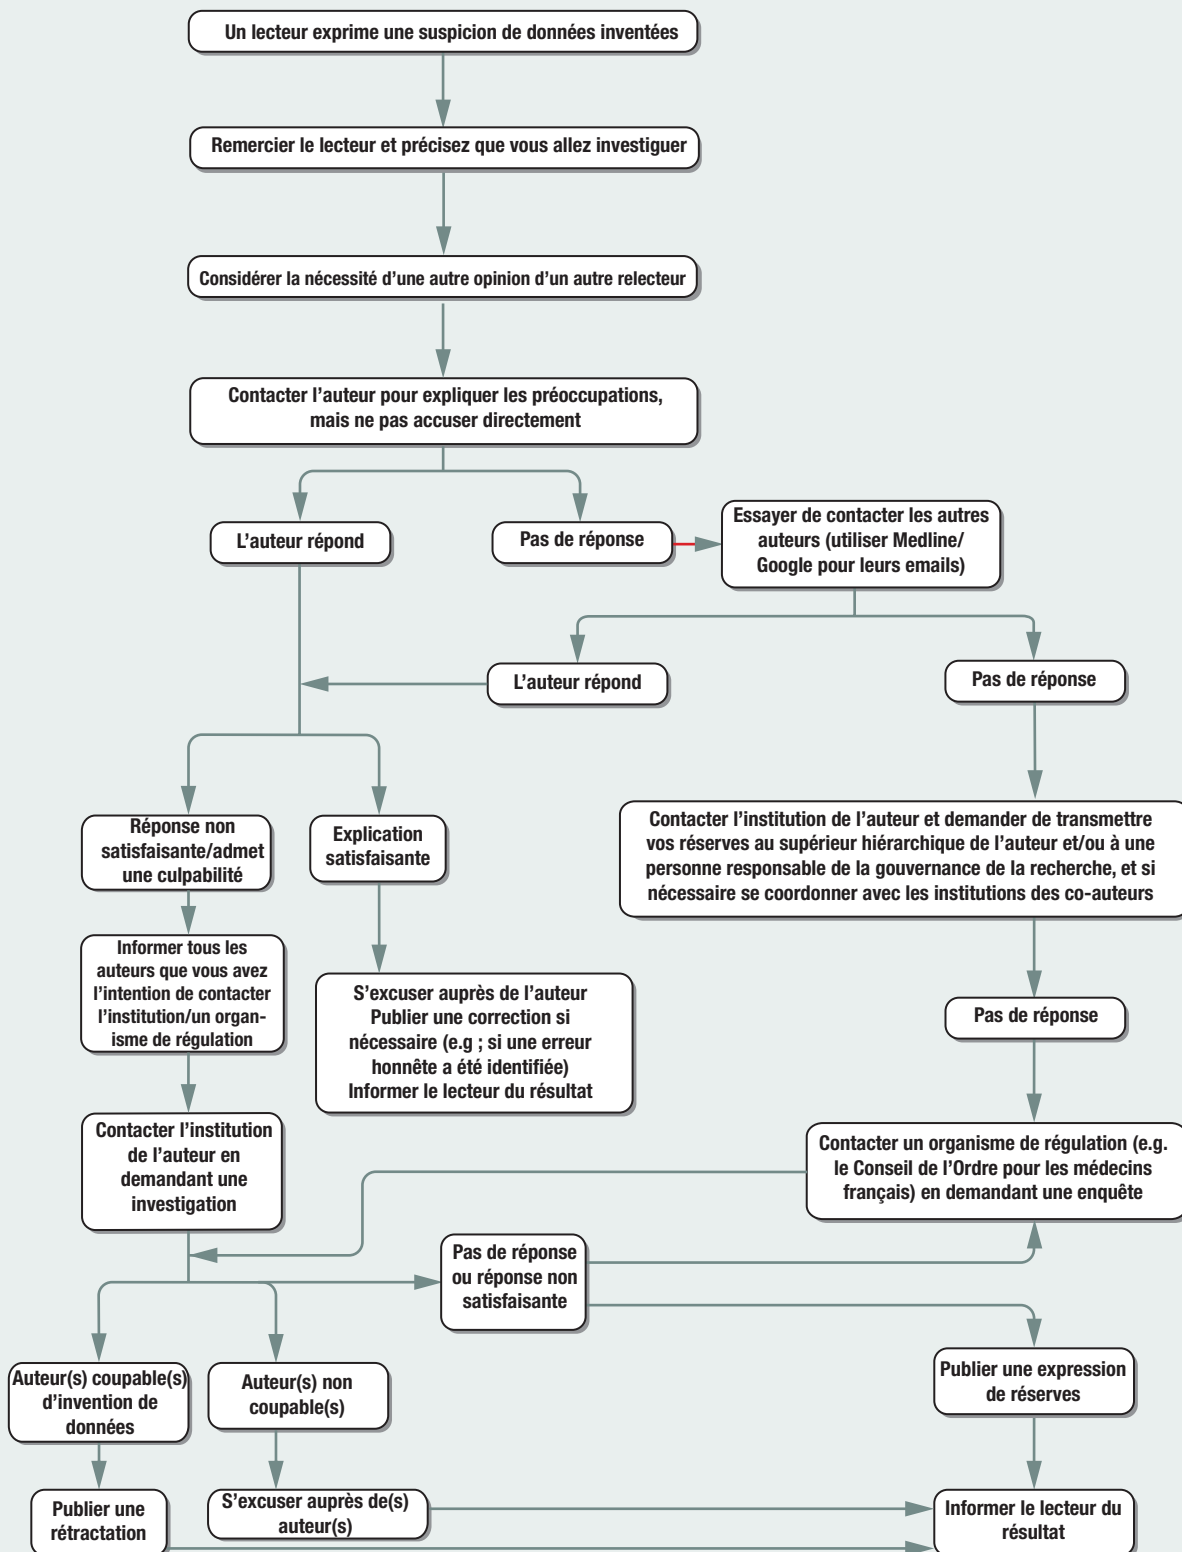 Un lecteur exprime une suspicion de données inventées
Remercier le lecteur et précisez que vous allez investiguer
Considérer la nécessité d'une autre opinion d'un autre relecteur
Contacter l'auteur pour expliquer les préoccupations,
mais ne pas accuser directement
L'auteur répond
Pas de réponse
Essayer de contacter les autres
auteurs (utiliser Medline/
Google pour leurs emails)
L'auteur répond
Pas de réponse
Réponse non
satisfaisante/admet
une culpabilité
Explication
satisfaisante
Contacter l'institution de l'auteur et demander de transmettre
vos réserves au supérieur hiérarchique de l'auteur et/ou à une
personne responsable de la gouvernance de la recherche, et si
nécessaire se coordonner avec les institutions des co-auteurs
Informer tous les
auteurs que vous avez
l'intention de contacter
l'institution/un organ-
isme de régulation
S'excuser auprès de l'auteur
Publier une correction si
nécessaire (e.g ; si une erreur
honnête a été identifiée)
Informer le lecteur du résultat
Pas de réponse
Contacter l'institution
de l'auteur en
demandant une
investigation
Contacter un organisme de régulation (e.g.
le Conseil de l'Ordre pour les médecins
français) en demandant une enquête
Pas de réponse
ou réponse non
satisfaisante
Auteur(s) coupable(s)
d'invention de
données
Auteur(s) non
coupable(s)
Publier une expression
de réserves
Publier une
rétractation
S'excuser auprès de(s)
auteur(s)
Informer le lecteur du
résultat